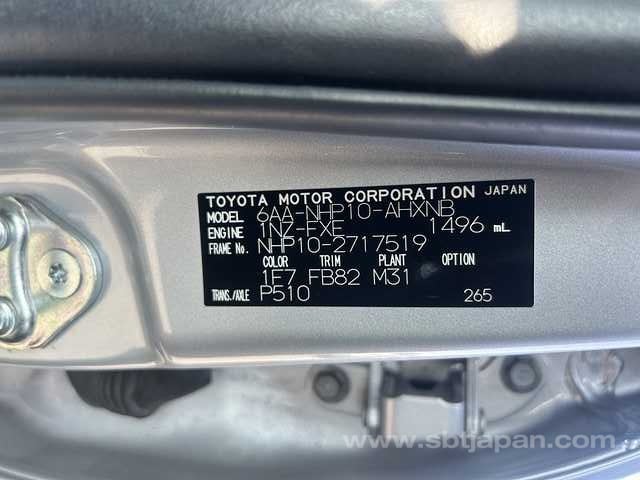 TOYOTA MOTOR CORPORATION JAPAN
MODEL 6AA-NHP10-AHXNB
ENGINE 1NZ-FXE 1496 mL
FRAME No. NHP10-2717519
COLOR TRIM PLANT OPTION
1F7 FB82 M31
TRANS./AXLE P510 265
www.sbtjapan.com